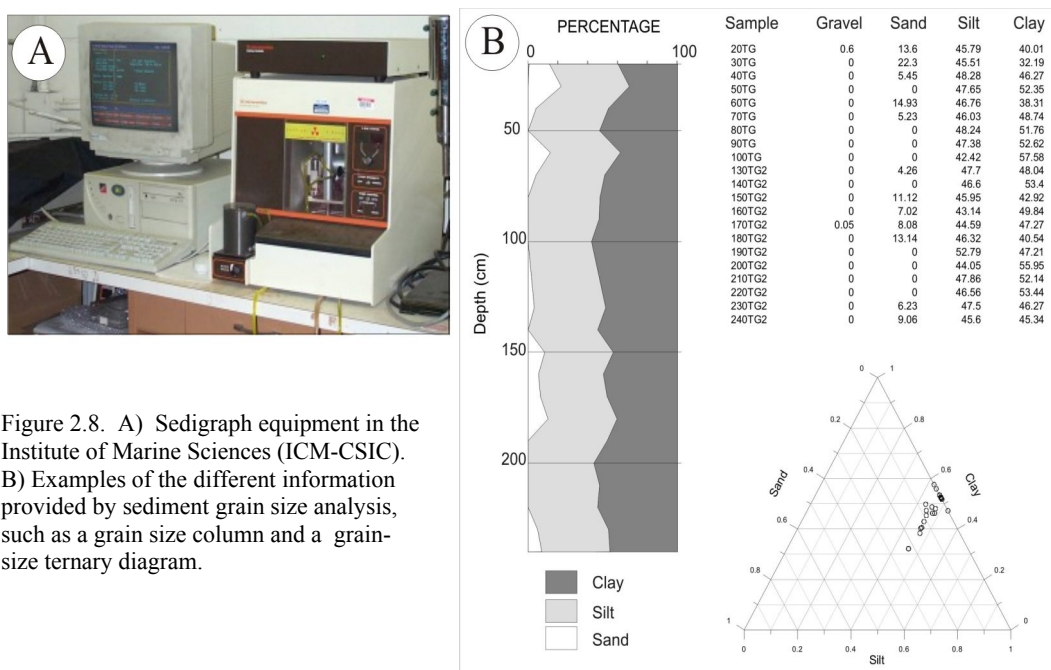 A
B
PERCENTAGE
0 100
50
100
150
200
Depth (cm)
Clay
Silt
Sand
Sample Gravel Sand Silt Clay
20TG 0.6 13.6 45.79 40.01
30TG 0 22.3 45.51 32.19
40TG 0 5.45 48.28 46.27
50TG 0 0 47.65 52.35
60TG 0 14.93 46.76 38.31
70TG 0 5.23 46.03 48.74
80TG 0 0 48.24 51.76
90TG 0 0 47.38 52.62
100TG 0 0 42.42 57.58
130TG2 0 4.26 47.7 48.04
140TG2 0 0 46.6 53.4
150TG2 0 11.12 45.95 42.92
160TG2 0 7.02 43.14 49.84
170TG2 0.05 8.08 44.59 47.27
180TG2 0 13.14 46.32 40.54
190TG2 0 0 52.79 47.21
200TG2 0 0 44.05 55.95
210TG2 0 0 47.86 52.14
220TG2 0 0 46.56 53.44
230TG2 0 6.23 47.5 46.27
240TG2 0 9.06 45.6 45.34
0 1
0.2 0.8
0.4 0.6
Sand Clay
0.6 0.4
0.8 0.2
1 0
0 0.2 0.4 0.6 0.8 1
Silt
Figure 2.8. A) Sedigraph equipment in the
Institute of Marine Sciences (ICM-CSIC).
B) Examples of the different information
provided by sediment grain size analysis,
such as a grain size column and a grain-
size ternary diagram.